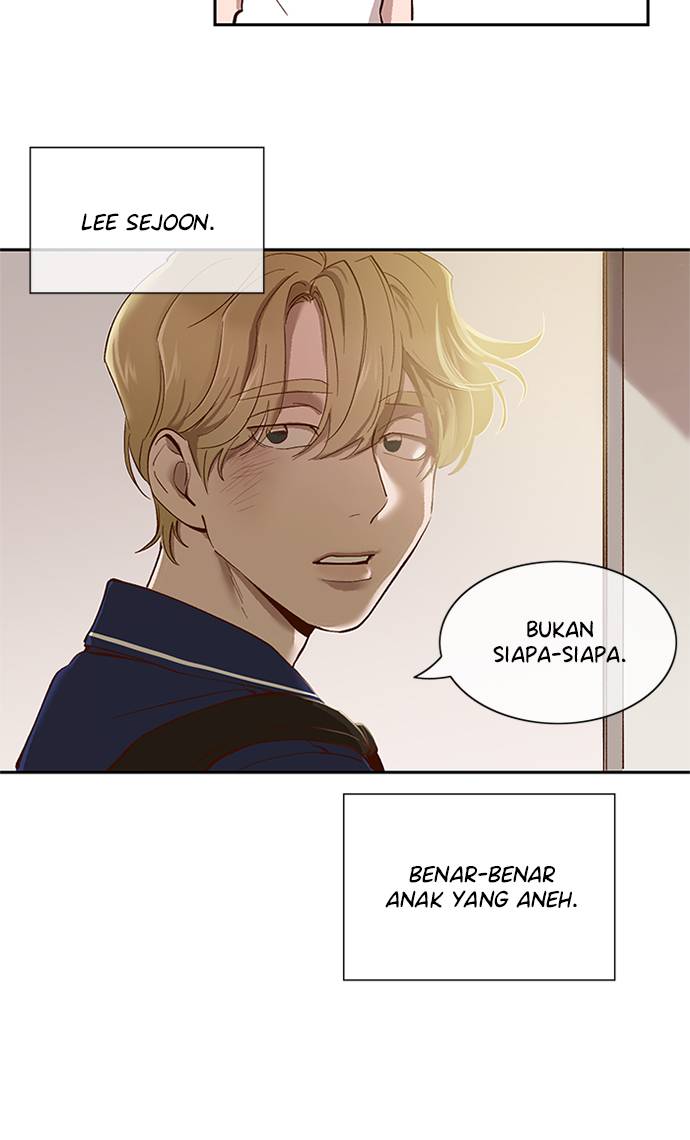 LEE SEJOON.
BUKAN
SIAPA-SIAPA.
BENAR-BENAR
ANAK YANG ANEH.